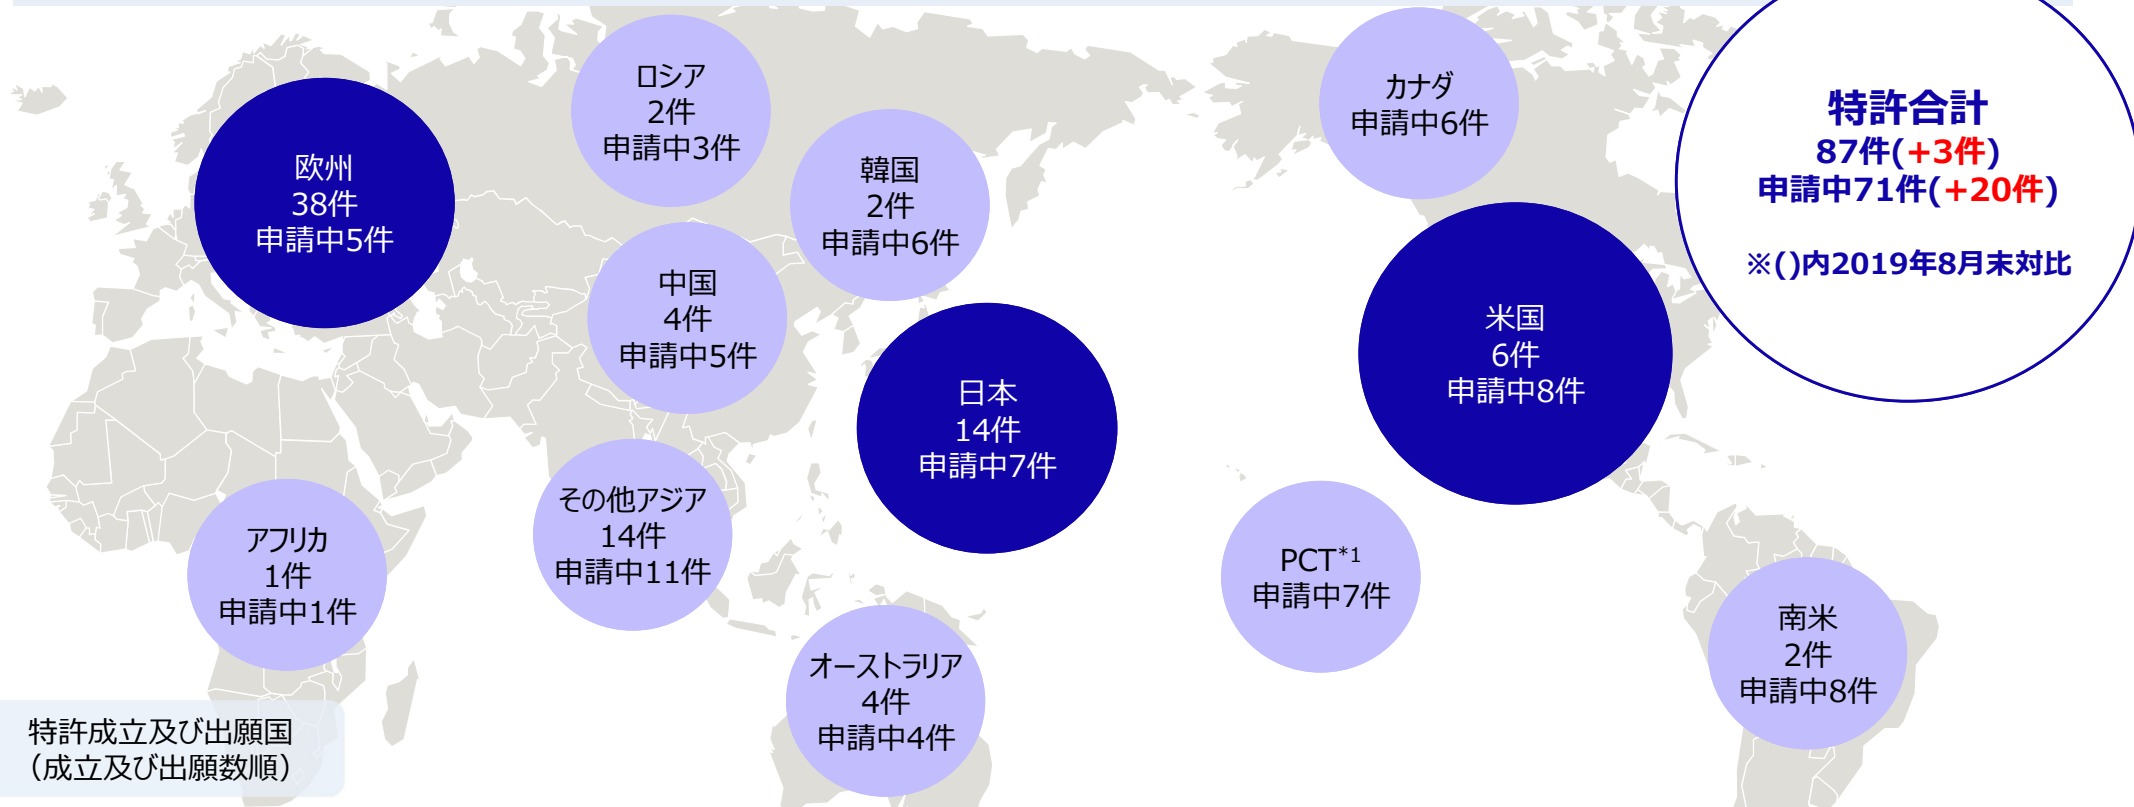 ロシア
2件
申請中3件
カナダ
申請中6件
特許合計
87件(+3件)
申請中71件(+20件)
※()内2019年8月末対比
欧州
38件
申請中5件
韓国
2件
申請中6件
中国
4件
申請中5件
米国
6件
申請中8件
日本
14件
申請中7件
その他アジア
14件
申請中11件
アフリカ
1件
申請中1件
PCT*1
申請中7件
南米
2件
申請中8件
オーストラリア
4件
申請中4件
特許成立及び出願国
（成立及び出願数順）